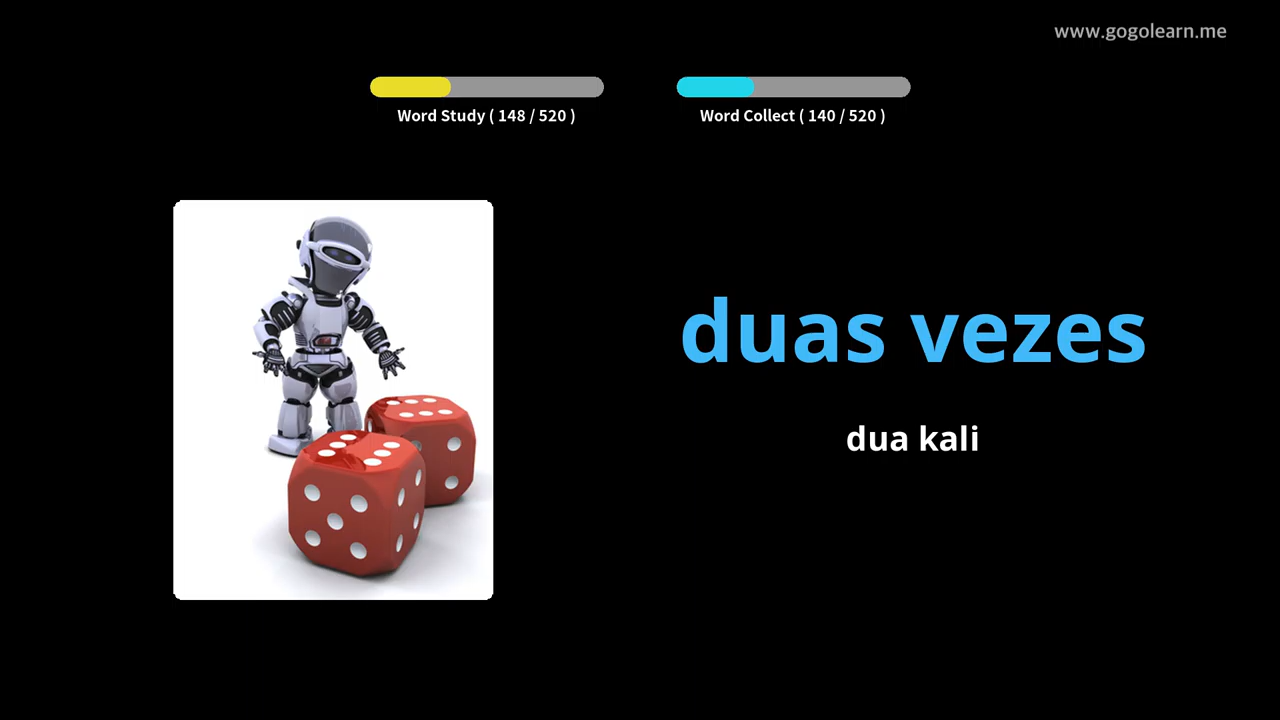 www.gogolearn.me
Word Study ( 148 / 520 )
Word Collect ( 140 / 520 )
duas vezes
dua kali